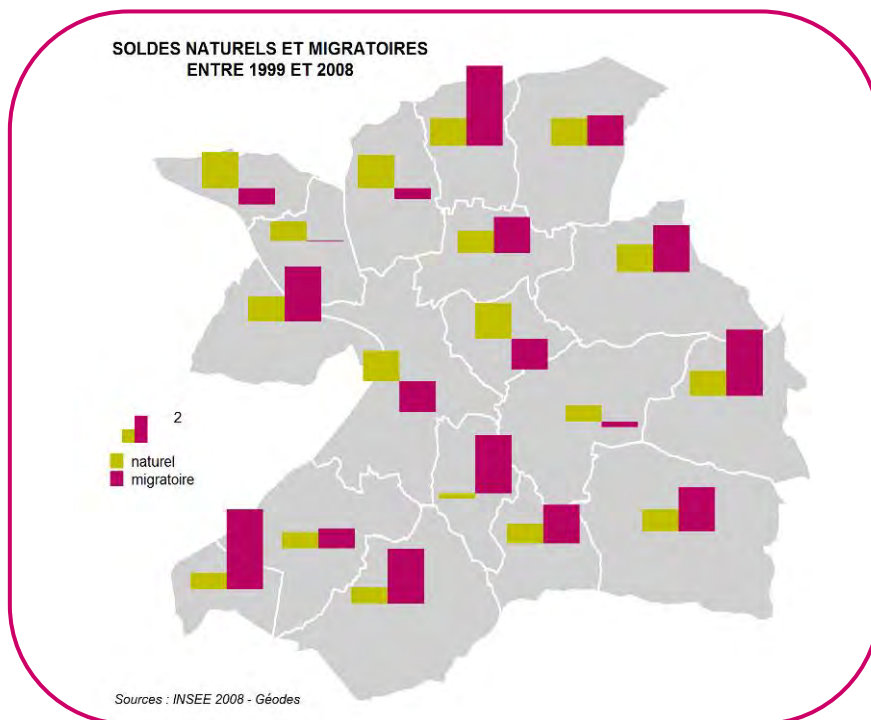 SOLDES NATURELS ET MIGRATOIRES
ENTRE 1999 ET 2008
2
naturel
migratoire
Sources : INSEE 2008 - Géodes